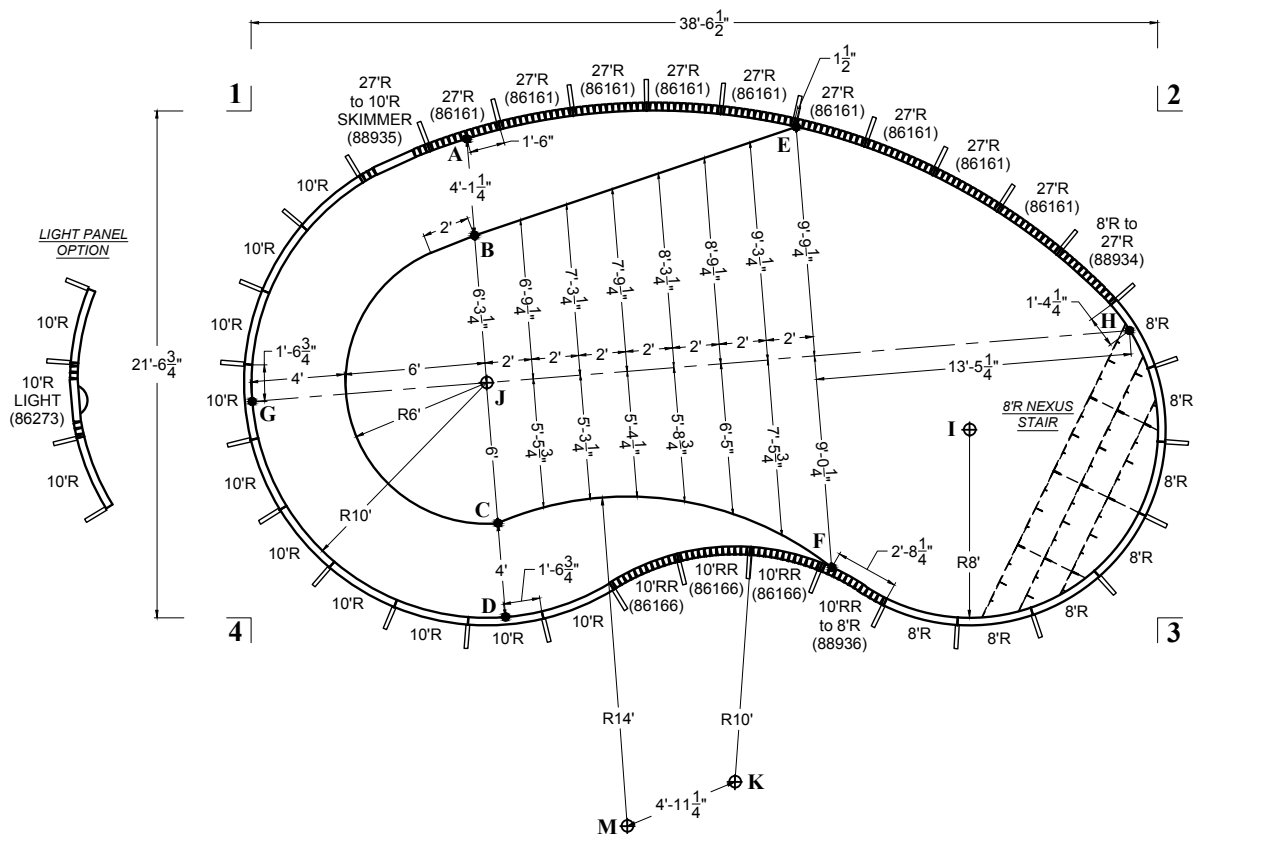 38'-6 1/2"
1
2
1 1/2"
27'R
to 10'R
SKIMMER
(88935)
27'R
(86161)
27'R
(86161)
27'R
(86161)
27'R
(86161)
27'R
(86161)
27'R
(86161)
27'R
(86161)
27'R
(86161)
27'R
(86161)
8'R to
27'R
(88934)
A
1'-6"
E
4'-1 1/4"
2'
B
10'R
10'R
10'R
10'R
10'R
10'R
10'R
10'R
10'R
10'R
LIGHT PANEL
OPTION
10'R
10'R
LIGHT
(86273)
10'R
21'-6 3/4"
1'-6 3/4"
4'
6'
G
J
R6'
R10'
6'-3 1/4"
6'-9 1/4"
7'-3 1/4"
7'-9 1/4"
8'-3 1/4"
8'-9 1/4"
9'-3 1/4"
9'-9 1/4"
2'
2'
2'
2'
2'
2'
2'
13'-5 1/4"
1'-4 1/4"
H
8'R
8'R
8'R
8'R
8'R
8'R
8'R
8'R
8'R NEXUS
STAIR
I
R8'
6'
5'-5 3/4"
5'-3 1/4"
5'-4 1/4"
5'-8 3/4"
6'-5"
7'-5 3/4"
9'-0 1/4"
C
4'
D
1'-6 3/4"
F
2'-8 1/4"
10'RR
(86166)
10'RR
(86166)
10'RR
(86166)
10'RR
to 8'R
(88936)
4
3
R14'
R10'
K
4'-11 1/4"
M